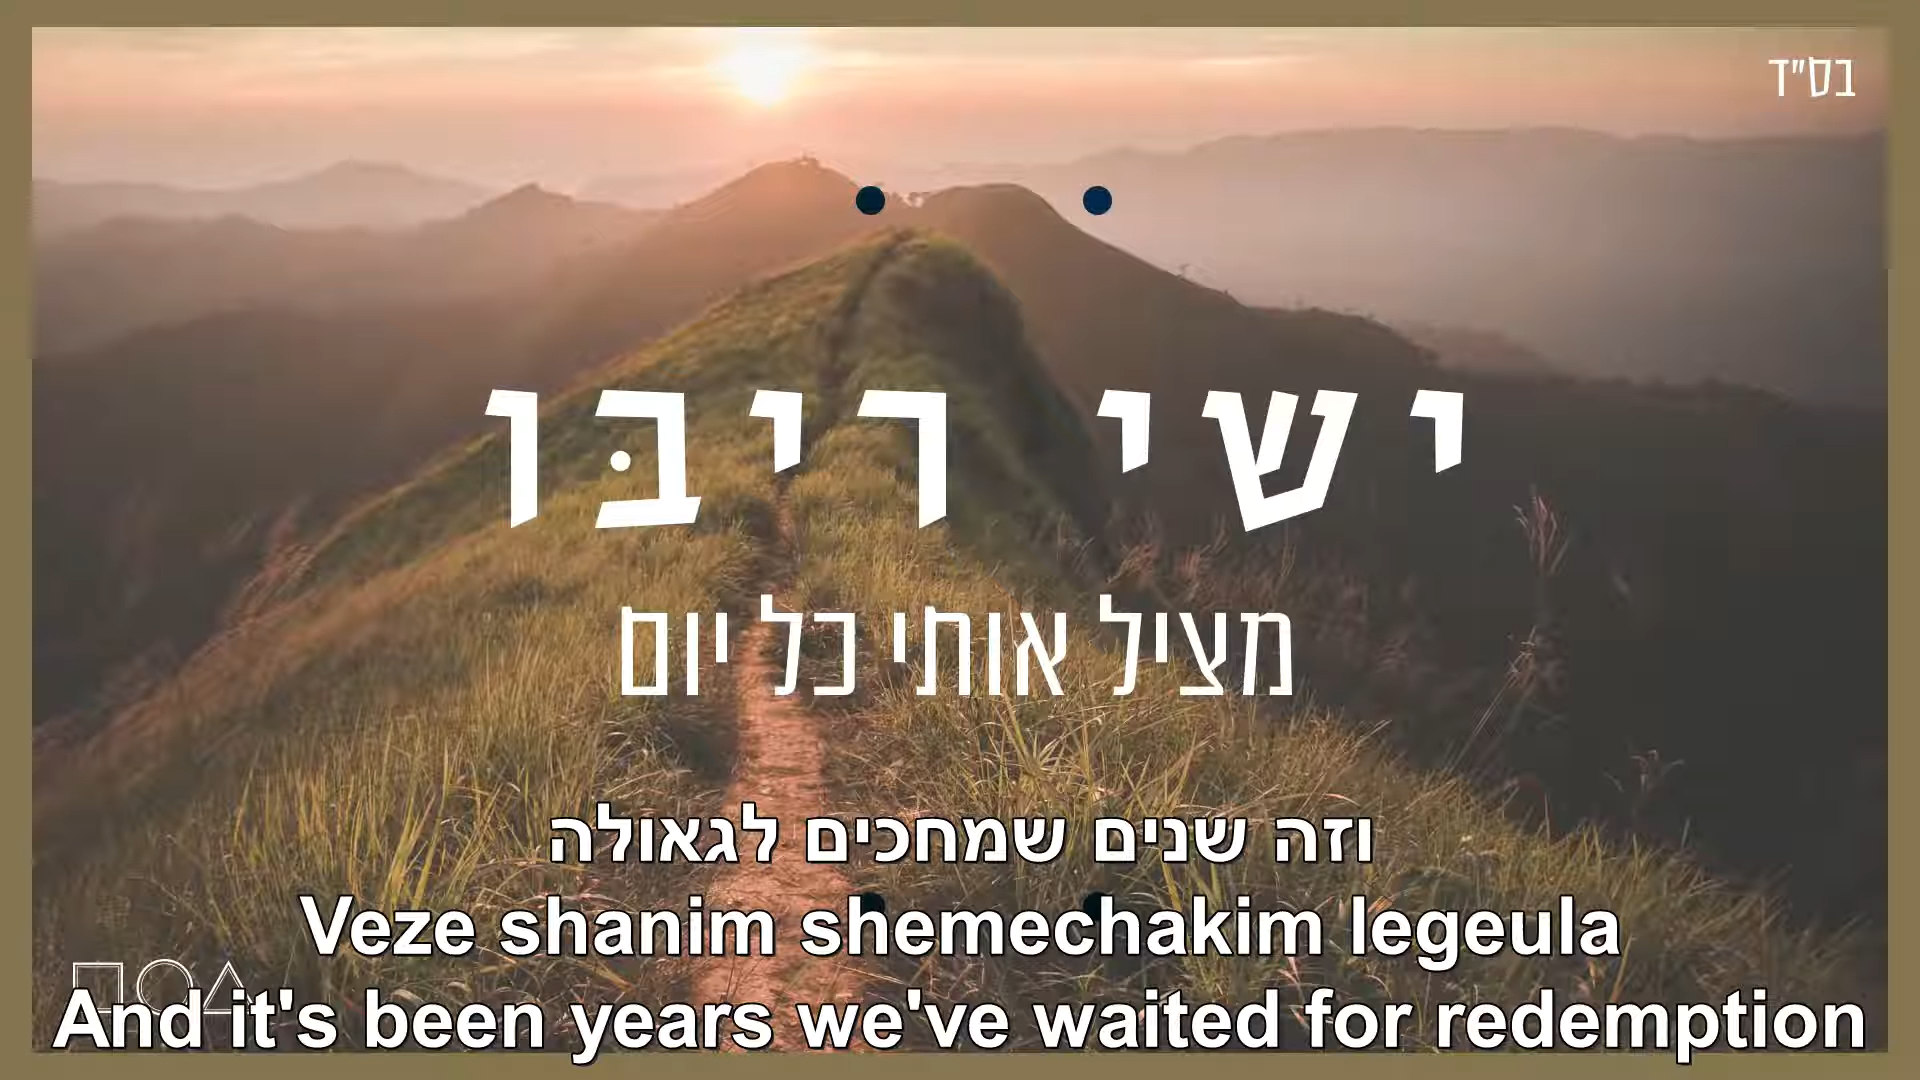 בס"ד
ישי ריבּו
מציל אותי כל יום
וזה שנים שמחכים לגאולה
Veze shanim shemechakim legeula
And it's been years we've waited for redemption